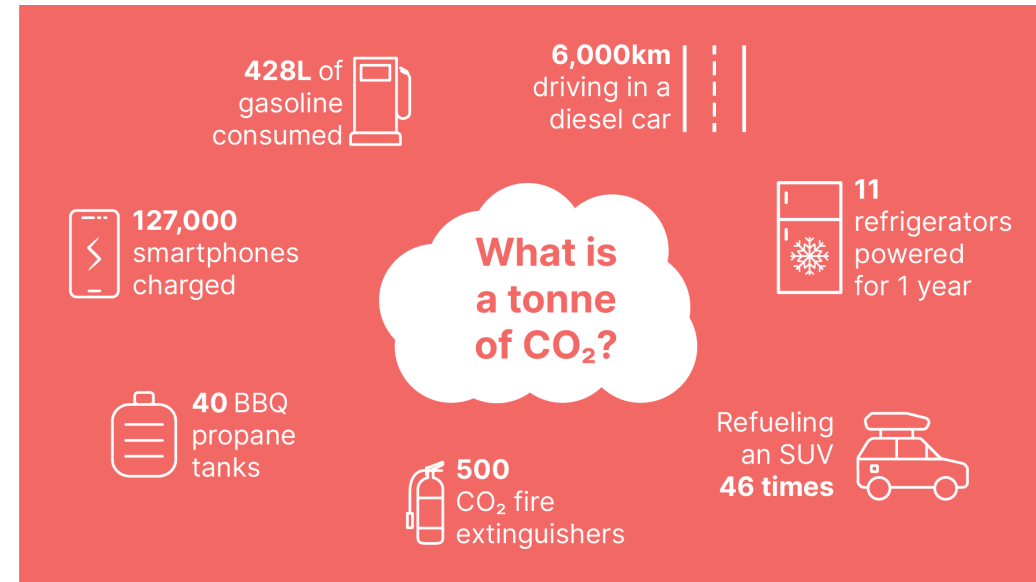 428L of
gasoline
consumed
6,000km
driving in a
diesel car
127,000
smartphones
charged
What is
a tonne
of CO₂?
11
refrigerators
powered
for 1 year
40 BBQ
propane
tanks
500
CO₂ fire
extinguishers
Refueling
an SUV
46 times